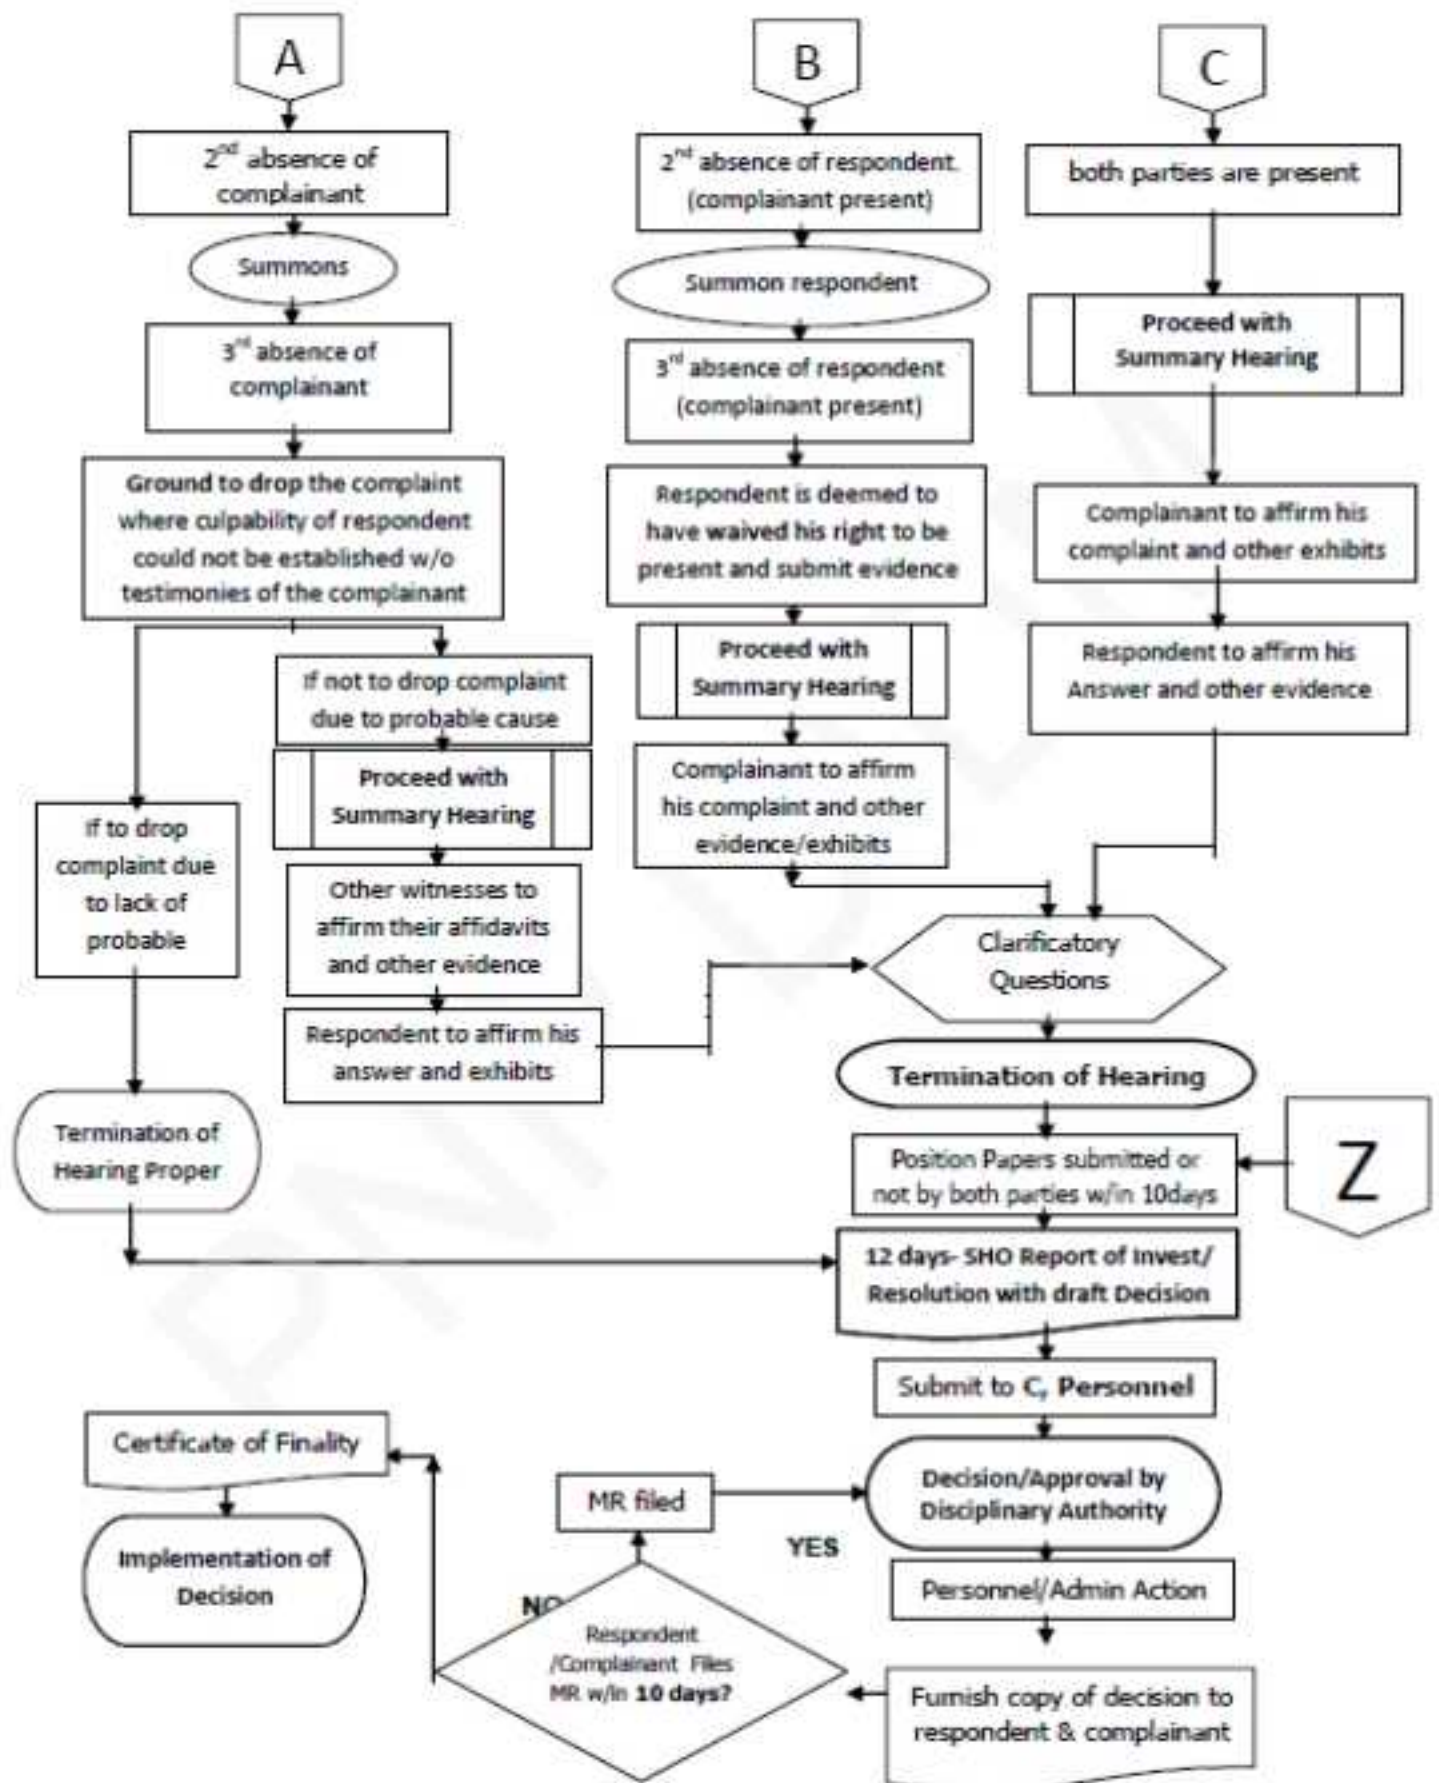 A
2nd absence of
complainant
Summons
3rd absence of
complainant
Ground to drop the complaint
where culpability of respondent
could not be established w/o
testimonies of the complainant
If not to drop complaint
due to probable cause
Proceed with
Summary Hearing
Other witnesses to
affirm their affidavits
and other evidence
Respondent to affirm his
answer and exhibits
If to drop
complaint due
to lack of
probable
Termination of
Hearing Proper
B
2nd absence of respondent.
(complainant present)
Summon respondent
3rd absence of respondent
(complainant present)
Respondent is deemed to
have waived his right to be
present and submit evidence
Proceed with
Summary Hearing
Complainant to affirm
his complaint and other
evidence/exhibits
C
both parties are present
Proceed with
Summary Hearing
Complainant to affirm his
complaint and other exhibits
Respondent to affirm his
Answer and other evidence
Clarificatory
Questions
Termination of Hearing
Z
Position Papers submitted or
not by both parties w/in 10days
12 days- SHO Report of Invest/
Resolution with draft Decision
Submit to C, Personnel
Decision/Approval by
Disciplinary Authority
Personnel/Admin Action
Furnish copy of decision to
respondent & complainant
Respondent
/Complainant Files
MR w/in 10 days?
YES
MR filed
NO
Certificate of Finality
Implementation of
Decision